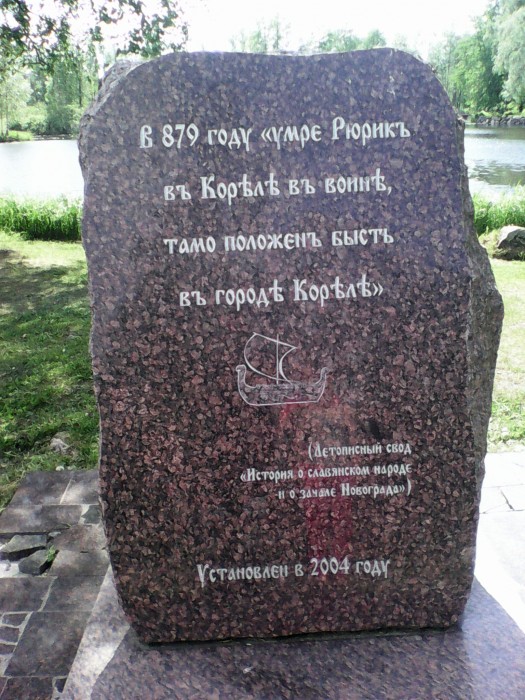 В 879 году «умре Рюрикъ
въ Корѣлѣ въ воинѣ,
тамо положенъ бысть
въ городѣ Корѣлѣ»
(Летописный свод
«История о славянском народе
и о зачале Новограда»)
Установлен в 2004 году